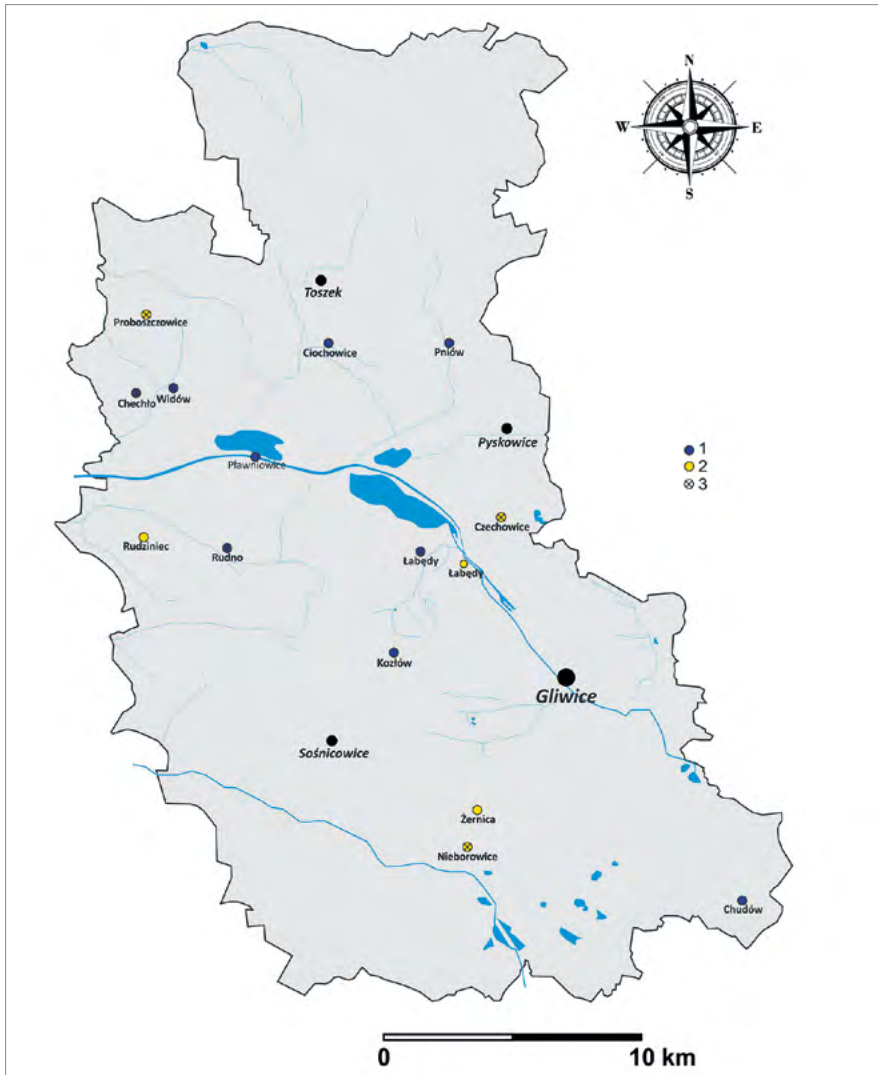 N
W
E
S
Toszek
Proboszczowice
Ciochowice
Pniów
Chechło
Widów
Pyskowice
1
2
3
Pławniowice
Czechowice
Rudziniec
Rudno
Łabędy
Łabędy
Kozłów
Gliwice
Sośnicowice
Żernica
Nieborowice
Chudów
0
10 km